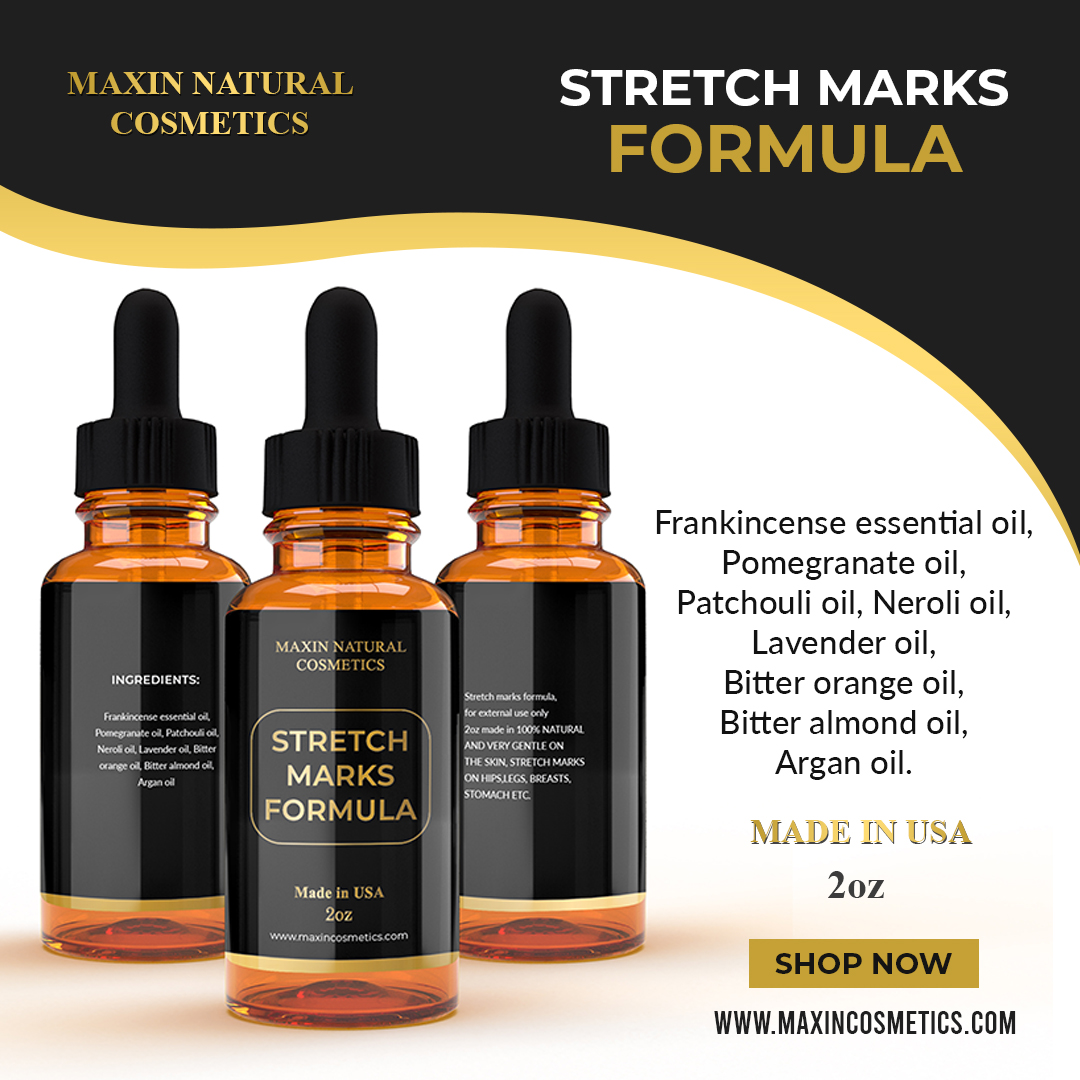 MAXIN NATURAL
COSMETICS
STRETCH MARKS
FORMULA
INGREDIENTS:
Frankincense essential oil,
Pomegranate oil, Patchouli oil,
Neroli oil, Lavender oil, Bitter
orange oil, Bitter almond oil,
Argan oil
MAXIN NATURAL
COSMETICS
STRETCH
MARKS
FORMULA
Made in USA
2oz
www.maxincosmetics.com
Stretch marks formula,
for external use only
2oz made in 100% NATURAL
AND VERY GENTLE ON
THE SKIN, STRETCH MARKS
ON HIPS,LEGS, BREASTS,
STOMACH ETC.
Frankincense essential oil,
Pomegranate oil,
Patchouli oil, Neroli oil,
Lavender oil,
Bitter orange oil,
Bitter almond oil,
Argan oil.
MADE IN USA
2oz
SHOP NOW
WWW.MAXINCOSMETICS.COM